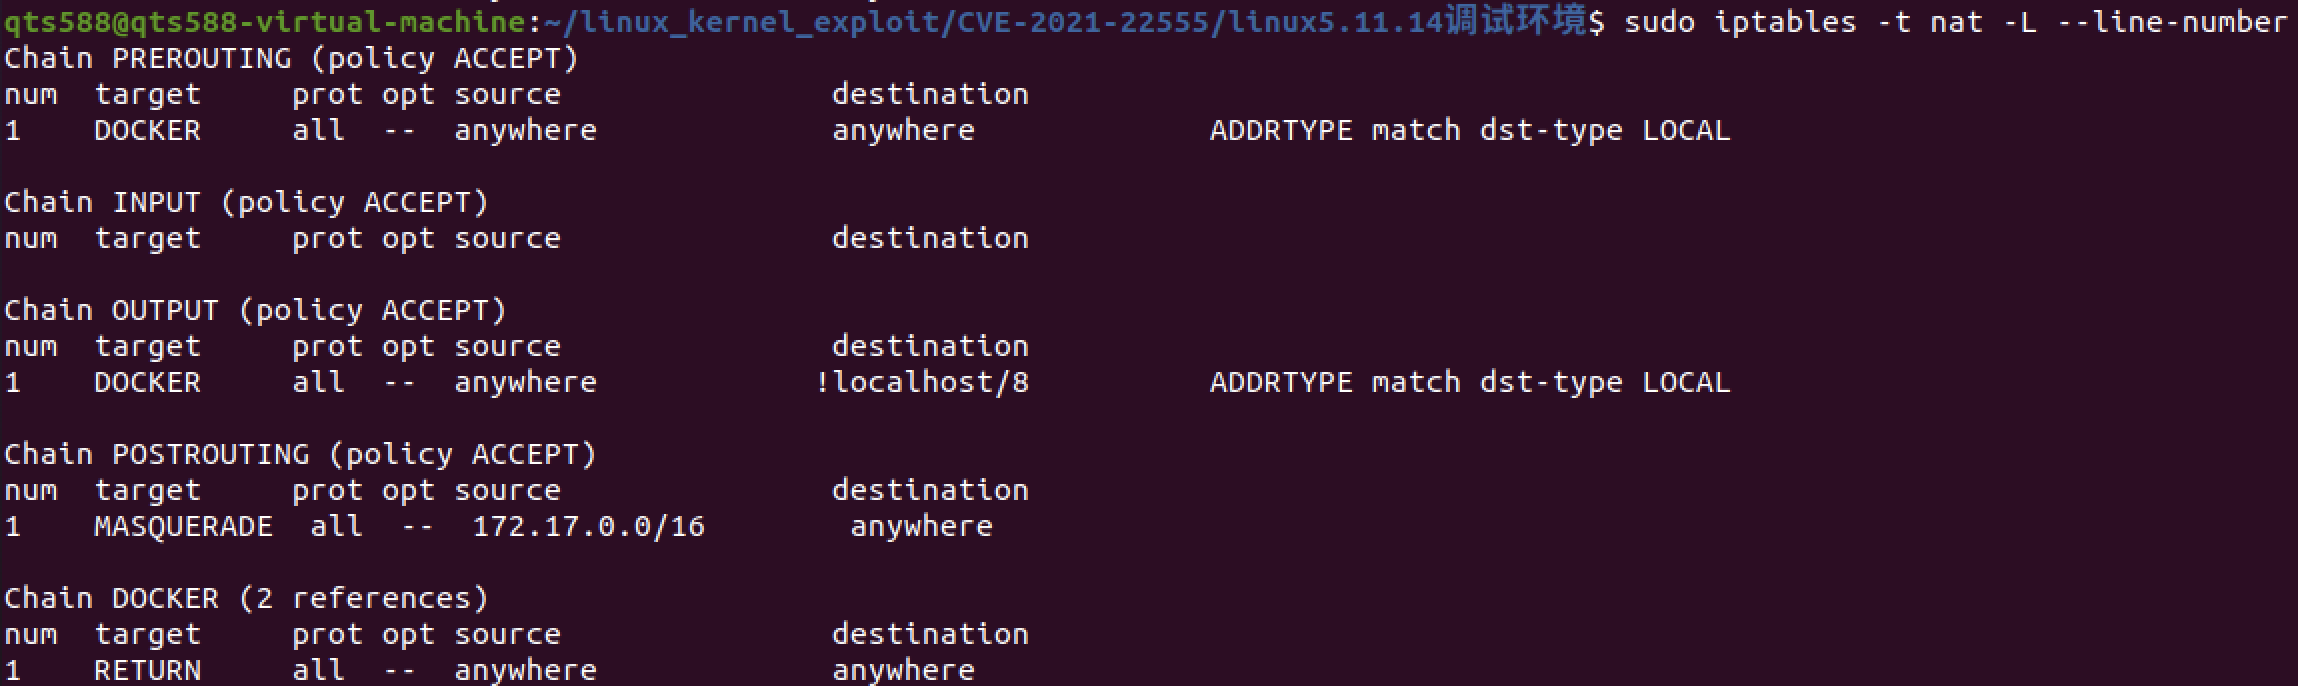 qts588@qts588-virtual-machine:~/linux_kernel_exploit/CVE-2021-22555/linux5.11.14调试环境$ sudo iptables -t nat -L --line-number
Chain PREROUTING (policy ACCEPT)
num  target     prot opt source               destination
1    DOCKER     all  --  anywhere             anywhere             ADDRTYPE match dst-type LOCAL
Chain INPUT (policy ACCEPT)
num  target     prot opt source               destination
Chain OUTPUT (policy ACCEPT)
num  target     prot opt source               destination
1    DOCKER     all  --  anywhere            !localhost/8          ADDRTYPE match dst-type LOCAL
Chain POSTROUTING (policy ACCEPT)
num  target     prot opt source               destination
1    MASQUERADE  all  --  172.17.0.0/16        anywhere
Chain DOCKER (2 references)
num  target     prot opt source               destination
1    RETURN     all  --  anywhere             anywhere